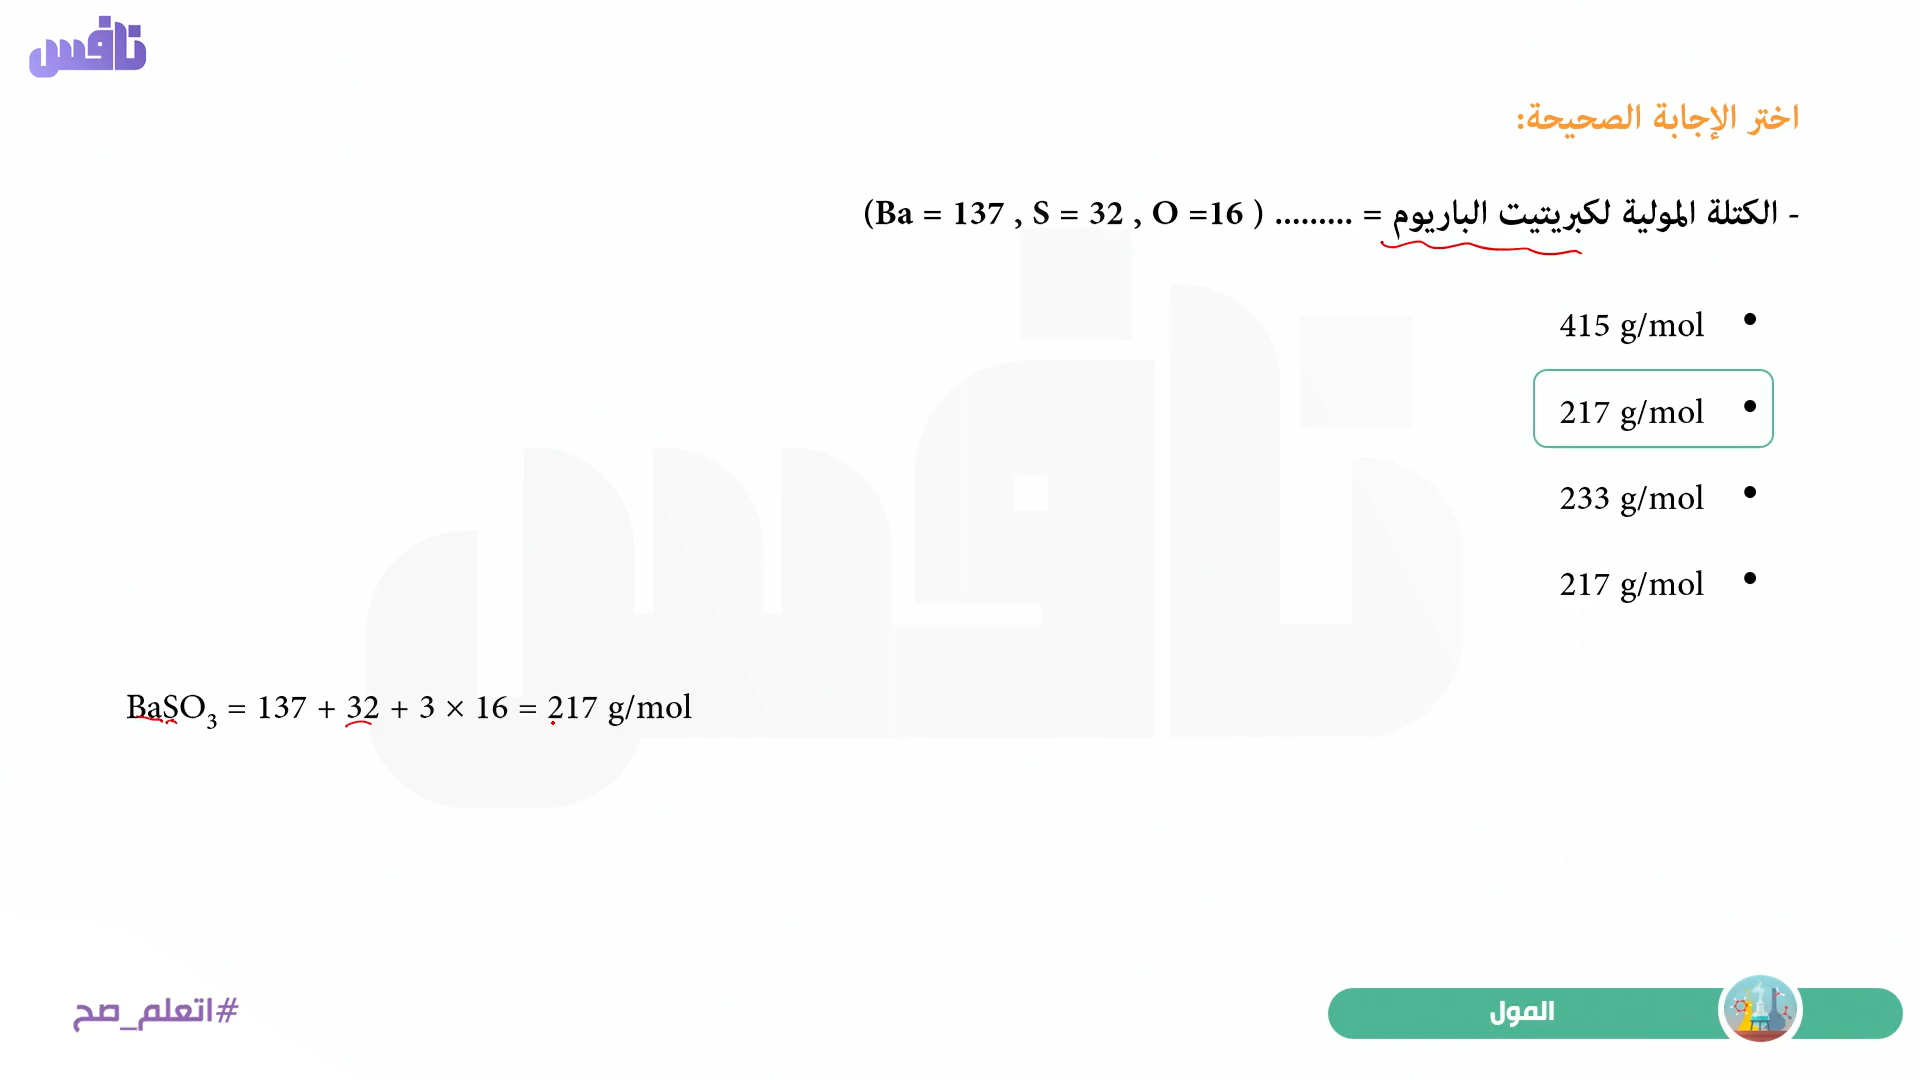 نافس
اختر الإجابة الصحيحة:
- الكتلة المولية لكبريتيت الباريوم = ......... (Ba = 137 , S = 32 , O =16 )
• 415 g/mol
• 217 g/mol
• 233 g/mol
• 217 g/mol
BaSO₃ = 137 + 32 + 3 × 16 = 217 g/mol
#اتعلم_صح
المول